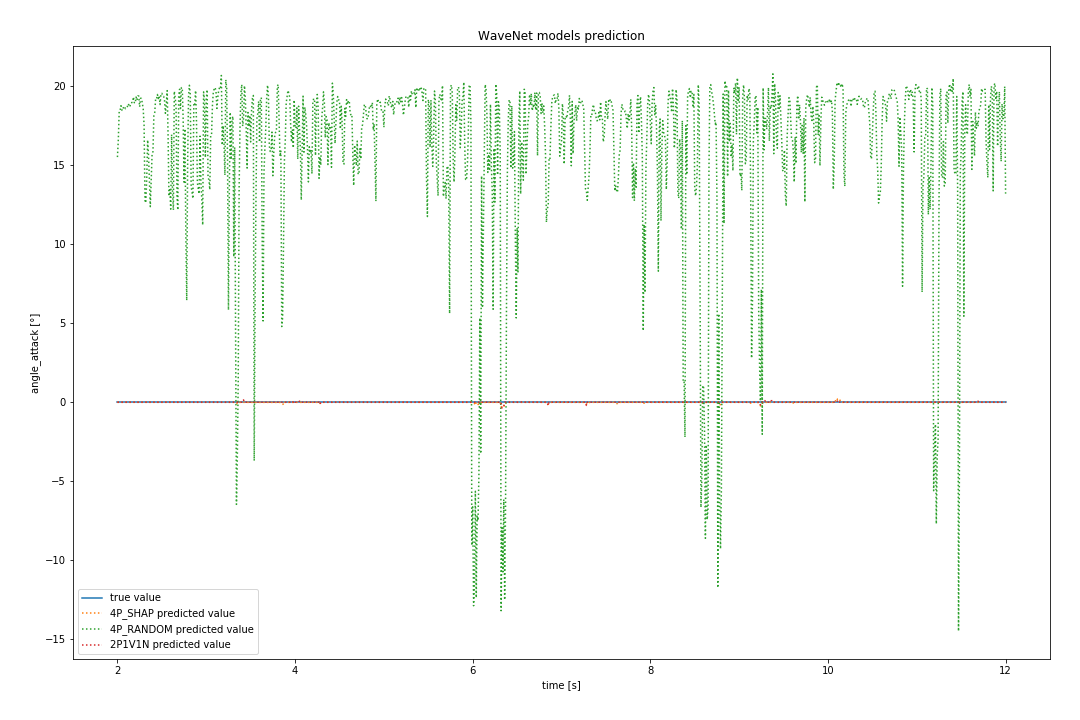 WaveNet models prediction
angle_attack [°]
20
15
10
5
0
−5
−10
−15
true value
4P_SHAP predicted value
4P_RANDOM predicted value
2P1V1N predicted value
2 4 6 8 10 12
time [s]